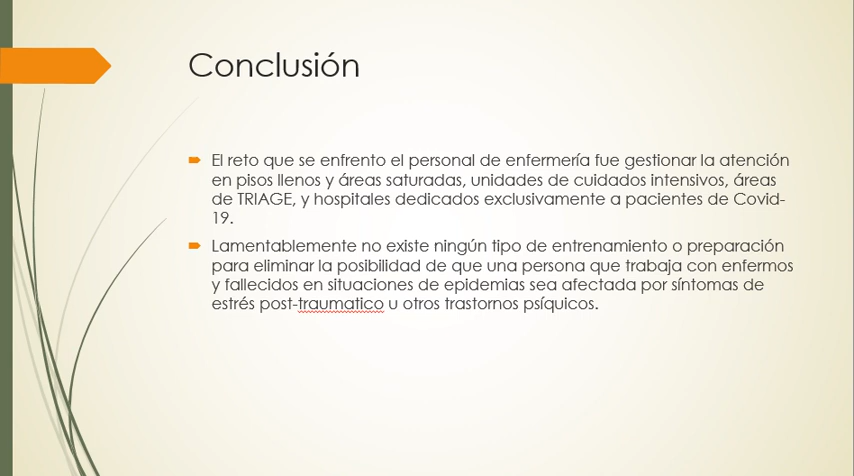 Conclusión
El reto que se enfrento el personal de enfermería fue gestionar la atención
en pisos llenos y áreas saturadas, unidades de cuidados intensivos, áreas
de TRIAGE, y hospitales dedicados exclusivamente a pacientes de Covid-
19.
Lamentablemente no existe ningún tipo de entrenamiento o preparación
para eliminar la posibilidad de que una persona que trabaja con enfermos
y fallecidos en situaciones de epidemias sea afectada por síntomas de
estrés post-traumatico u otros trastornos psíquicos.